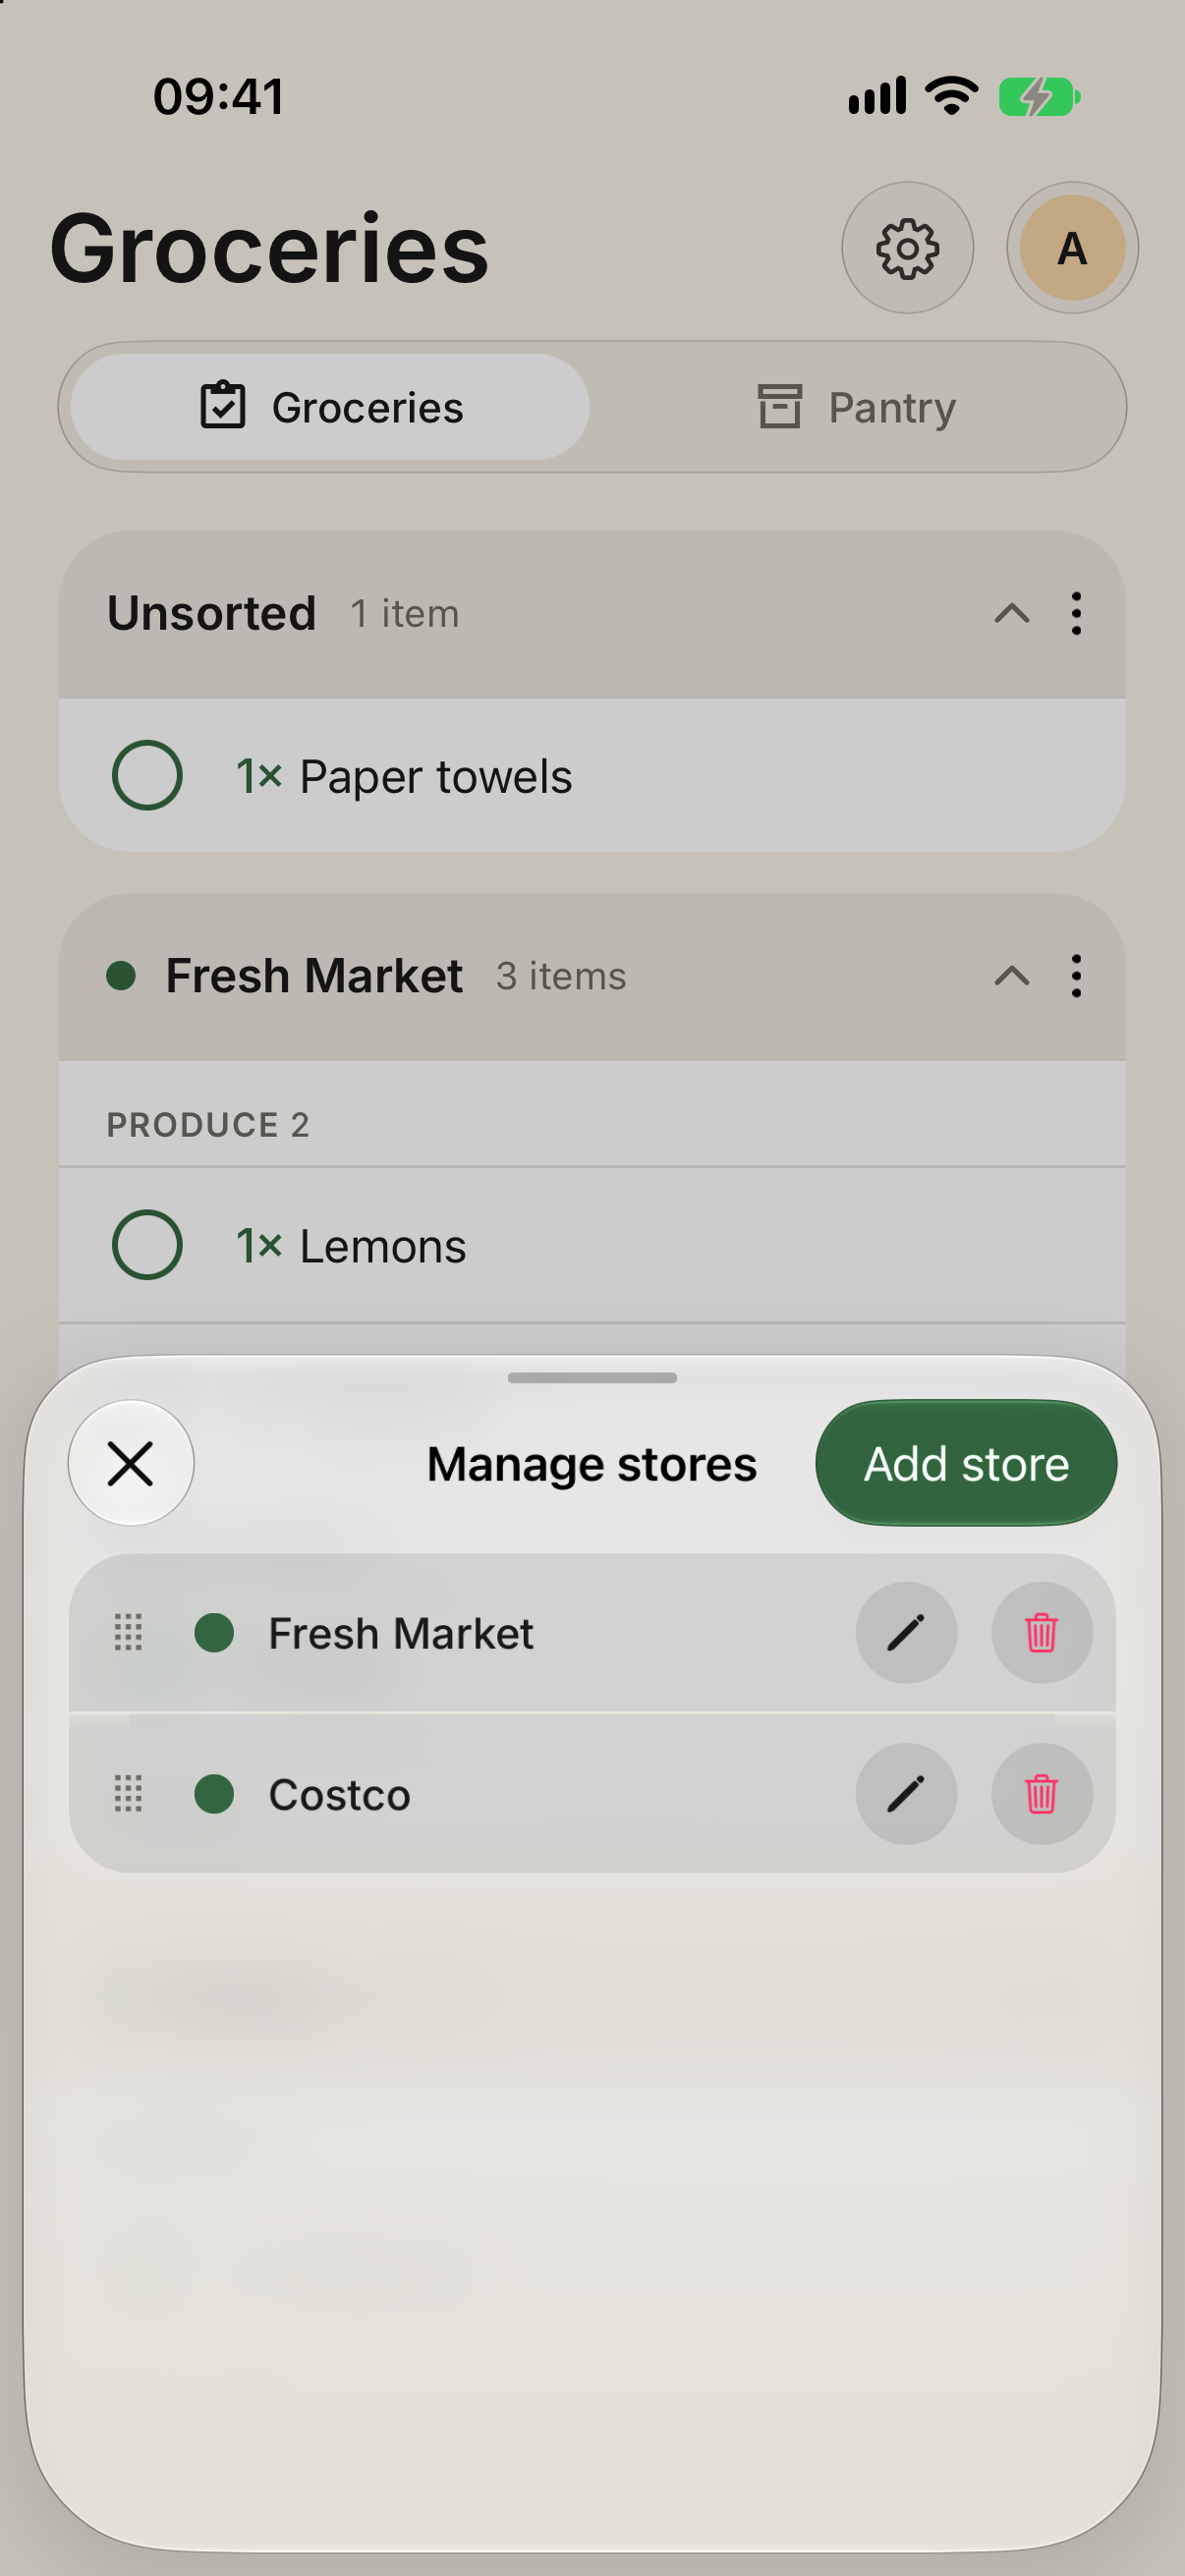 09:41
Groceries
A
Groceries
Pantry
Unsorted 1 item
1× Paper towels
Fresh Market 3 items
PRODUCE 2
1× Lemons
Manage stores
Add store
Fresh Market
Costco